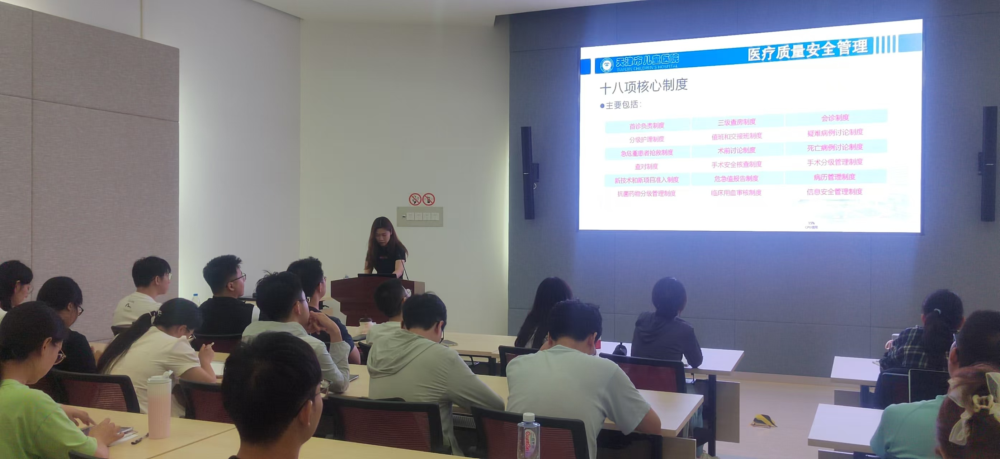 天津市儿童医院
TIANJIN CHILDREN'S HOSPITAL
医疗质量安全管理
十八项核心制度
●主要包括：
首诊负责制度 三级查房制度 会诊制度
分级护理制度 值班和交接班制度 疑难病例讨论制度
急危重患者抢救制度 术前讨论制度 死亡病例讨论制度
查对制度 手术安全核查制度 手术分级管理制度
新技术和新项目准入制度 危急值报告制度 病历管理制度
抗菌药物分级管理制度 临床用血审核制度 信息安全管理制度
15%
CPU使用
Ganten